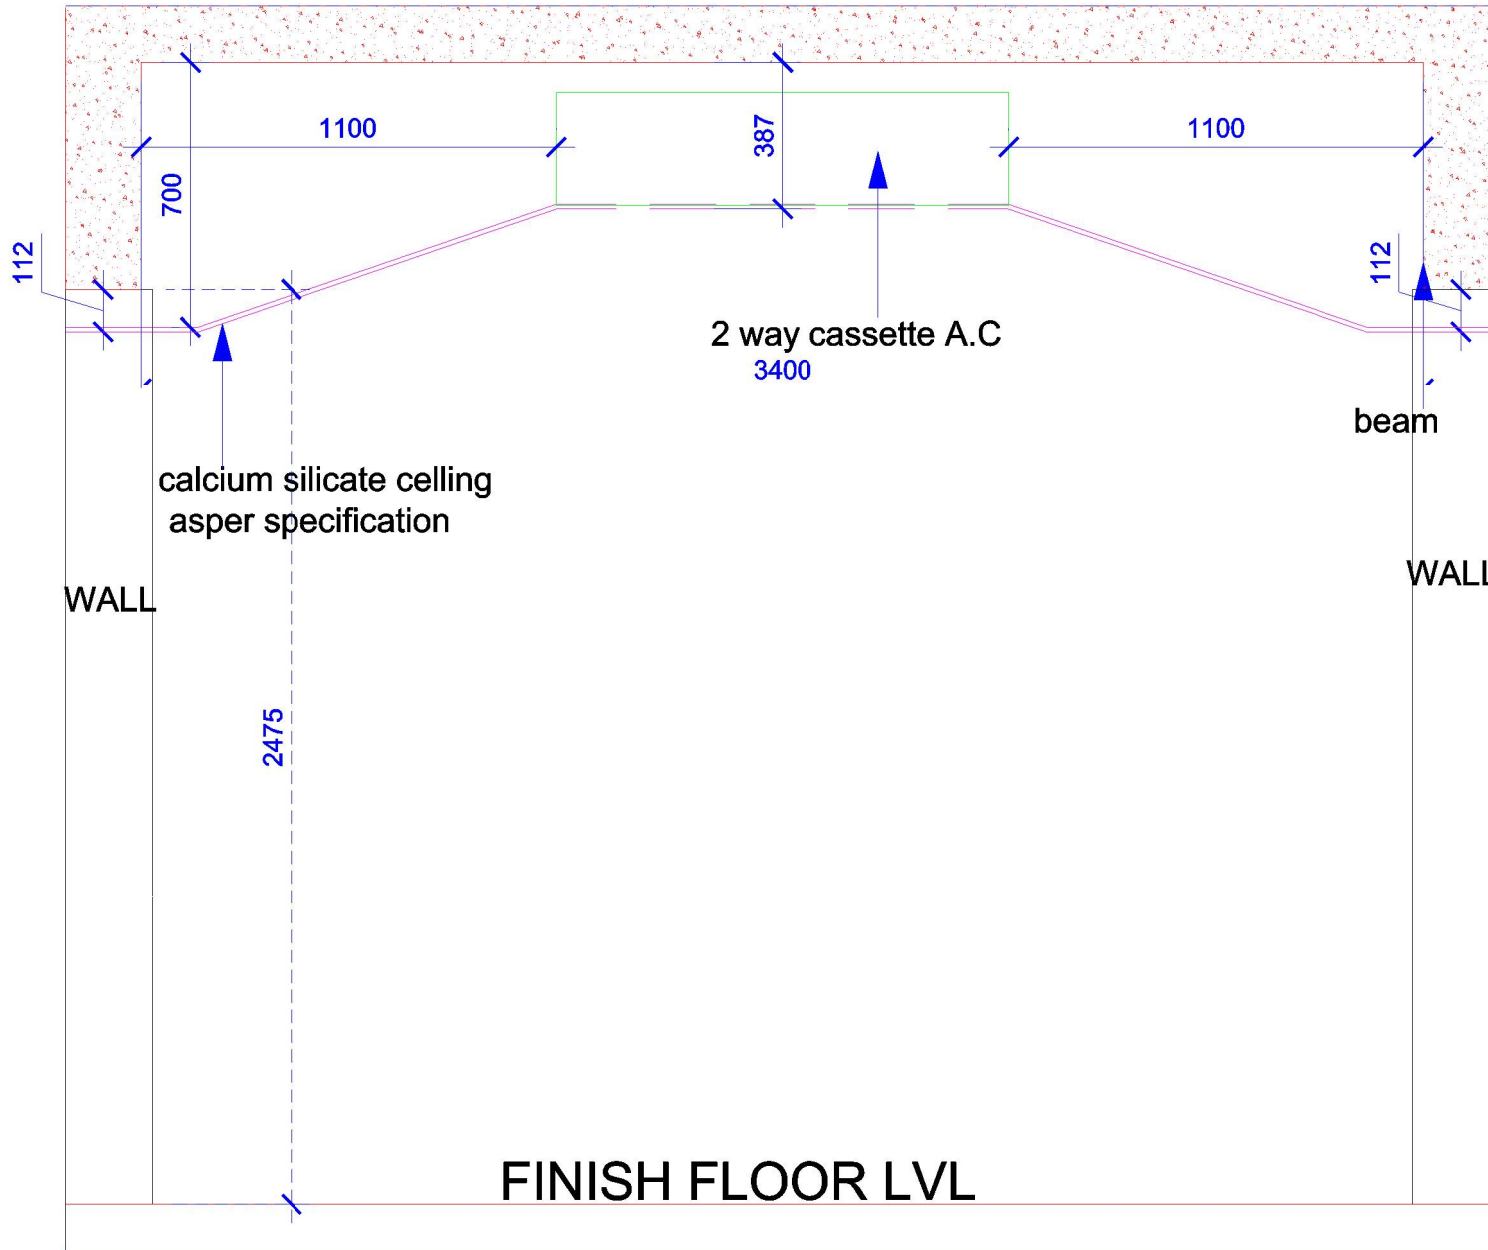 1100
387
1100
700
112
112
2 way cassette A.C
3400
beam
calcium silicate celling
asper specification
WALL
WALL
2475
FINISH FLOOR LVL